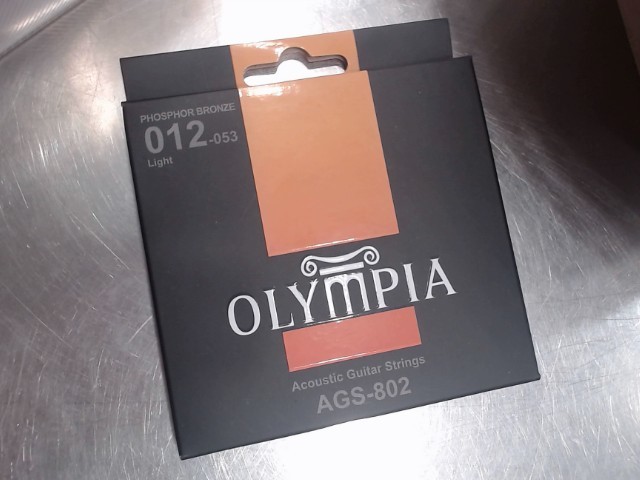 PHOSPHOR BRONZE
012-053
Light
OLYMPIA
Acoustic Guitar Strings
AGS-802